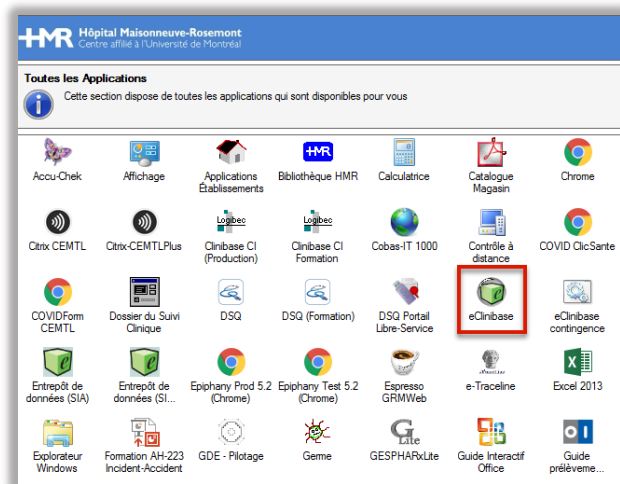 HMR Hôpital Maisonneuve-Rosemont
Centre affilié à l'Université de Montréal
Toutes les Applications
Cette section dispose de toutes les applications qui sont disponibles pour vous
Accu-Chek
Affichage
Applications
Établissements
+MR
Bibliothèque HMR
Calculatrice
Catalogue
Magasin
Chrome
Citrix CEMTL
Citrix-CEMTLPlus
Logibec
Clinibase CI
(Production)
Logibec
Clinibase CI
Formation
Cobas-IT 1000
Contrôle à
distance
COVID ClicSante
COVIDForm
CEMTL
Dossier du Suivi
Clinique
DSQ
DSQ (Formation)
DSQ Portail
Libre-Service
eClinibase
eClinibase
contingence
Entrepôt de
données (SIA)
Entrepôt de
données (SI...
Epiphany Prod 5.2
(Chrome)
Epiphany Test 5.2
(Chrome)
Espresso
GRMWeb
e-Traceline
Excel 2013
Explorateur
Windows
Formation AH-223
Incident-Accident
GDE - Pilotage
Germe
G Lite
GESPHARxLite
Guide Interactif
Office
Guide
prélèveme...